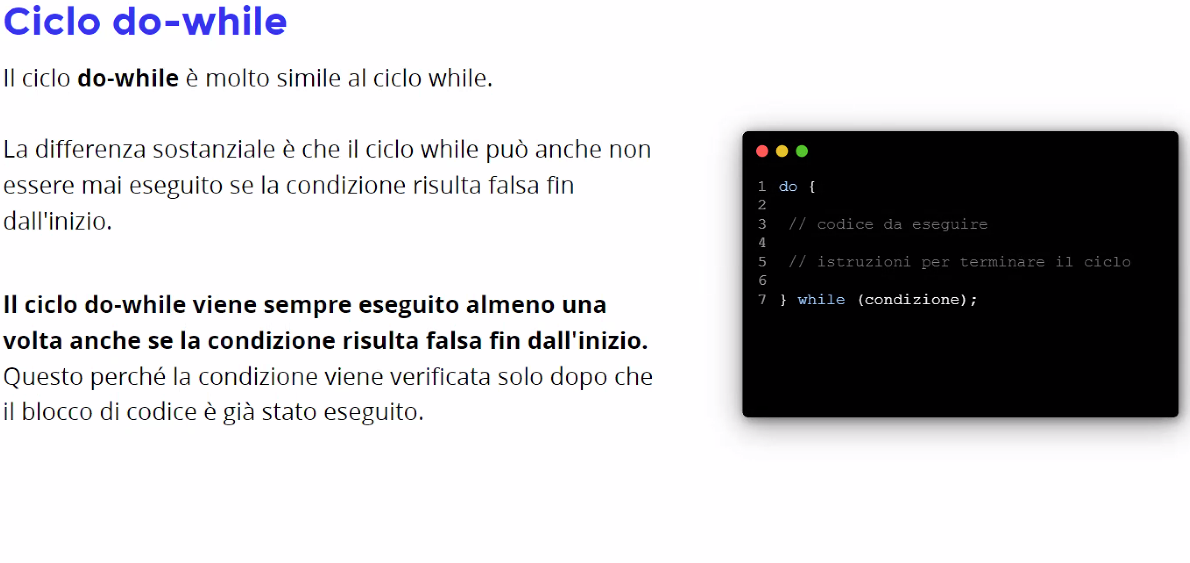 Ciclo do-while
Il ciclo do-while è molto simile al ciclo while.
La differenza sostanziale è che il ciclo while può anche non
essere mai eseguito se la condizione risulta falsa fin
dall'inizio.
Il ciclo do-while viene sempre eseguito almeno una
volta anche se la condizione risulta falsa fin dall'inizio.
Questo perché la condizione viene verificata solo dopo che
il blocco di codice è già stato eseguito.
1 do {
2
3 // codice da eseguire
4
5 // istruzioni per terminare il ciclo
6
7 } while (condizione);